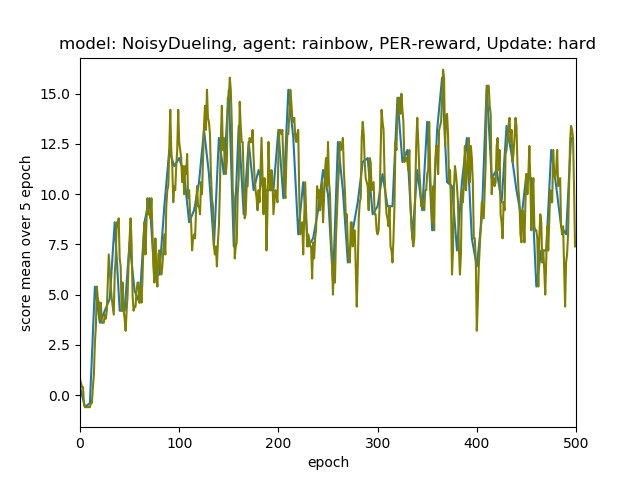 model: NoisyDueling, agent: rainbow, PER-reward, Update: hard
score mean over 5 epoch
15.0
12.5
10.0
7.5
5.0
2.5
0.0
0 100 200 300 400 500
epoch